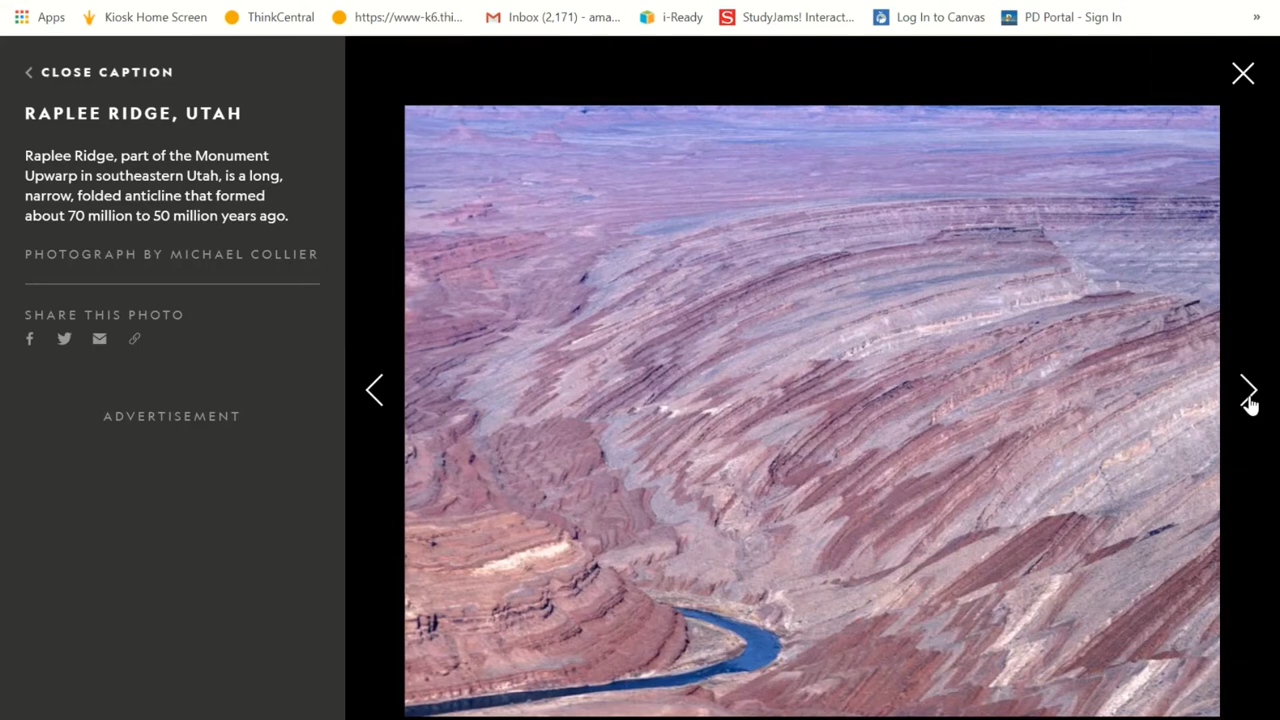 Apps Kiosk Home Screen ThinkCentral https://www-k6.thi... Inbox (2,171) - ama... i-Ready StudyJams! Interact... Log In to Canvas PD Portal - Sign In »
CLOSE CAPTION
RAPLEE RIDGE, UTAH
Raplee Ridge, part of the Monument
Upwarp in southeastern Utah, is a long,
narrow, folded anticline that formed
about 70 million to 50 million years ago.
PHOTOGRAPH BY MICHAEL COLLIER
SHARE THIS PHOTO
ADVERTISEMENT